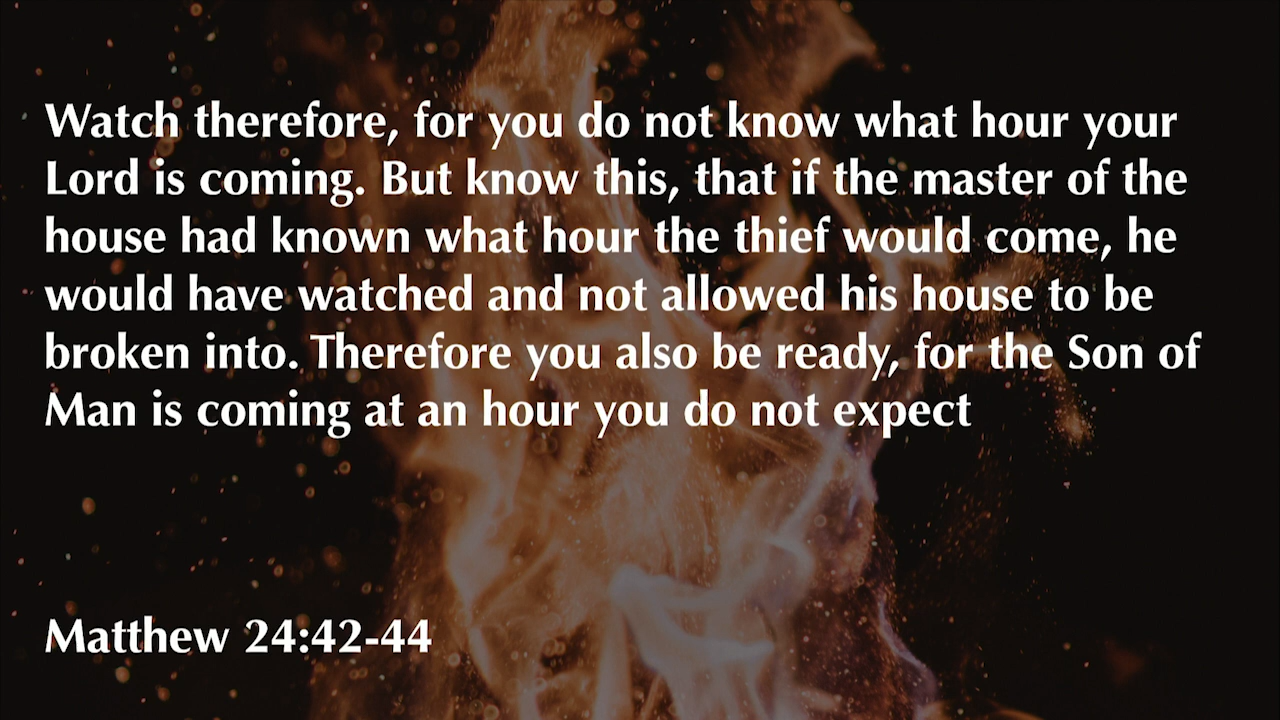 Watch therefore, for you do not know what hour your
Lord is coming. But know this, that if the master of the
house had known what hour the thief would come, he
would have watched and not allowed his house to be
broken into. Therefore you also be ready, for the Son of
Man is coming at an hour you do not expect
Matthew 24:42-44